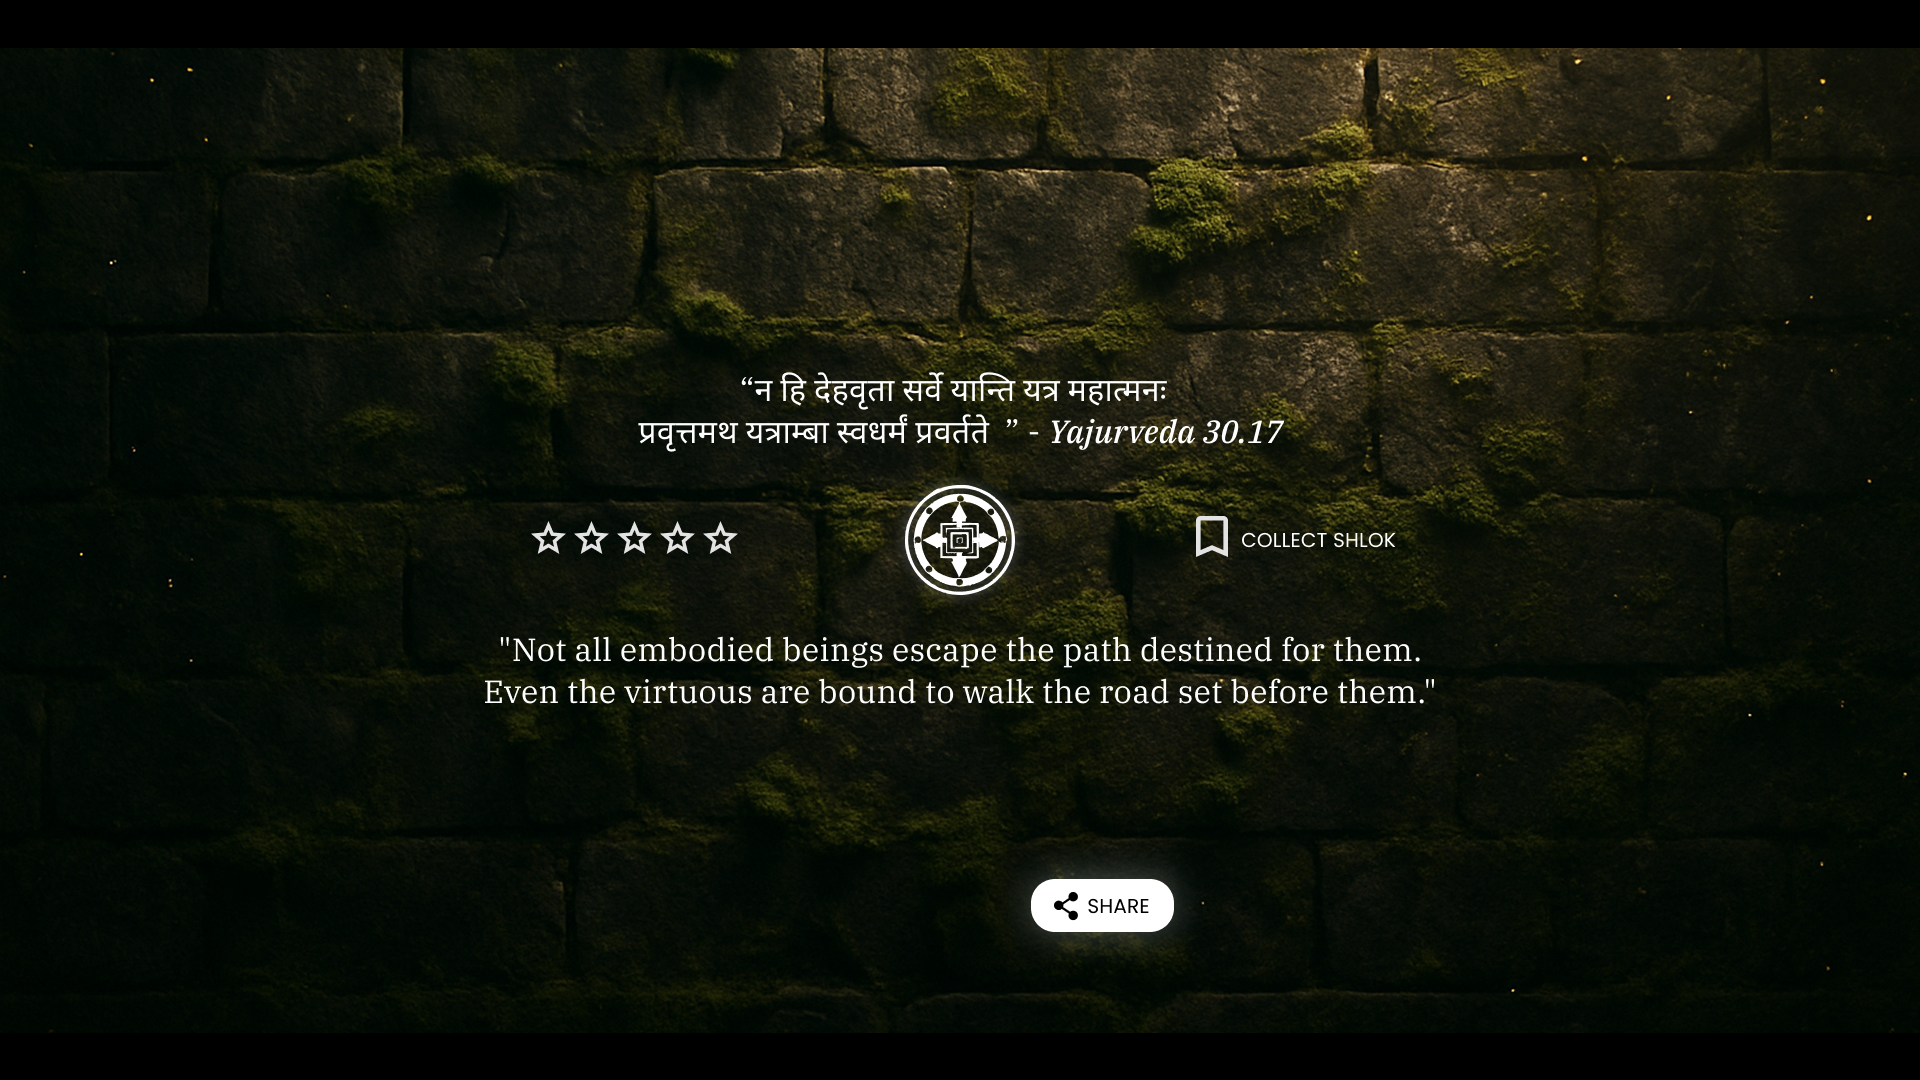 “न हि देहवृता सर्वे यान्ति यत्र महात्मनः
प्रवृत्तमथ यत्राम्बा स्वधर्मं प्रवर्तते ” - Yajurveda 30.17
COLLECT SHLOK
"Not all embodied beings escape the path destined for them.
Even the virtuous are bound to walk the road set before them."
SHARE